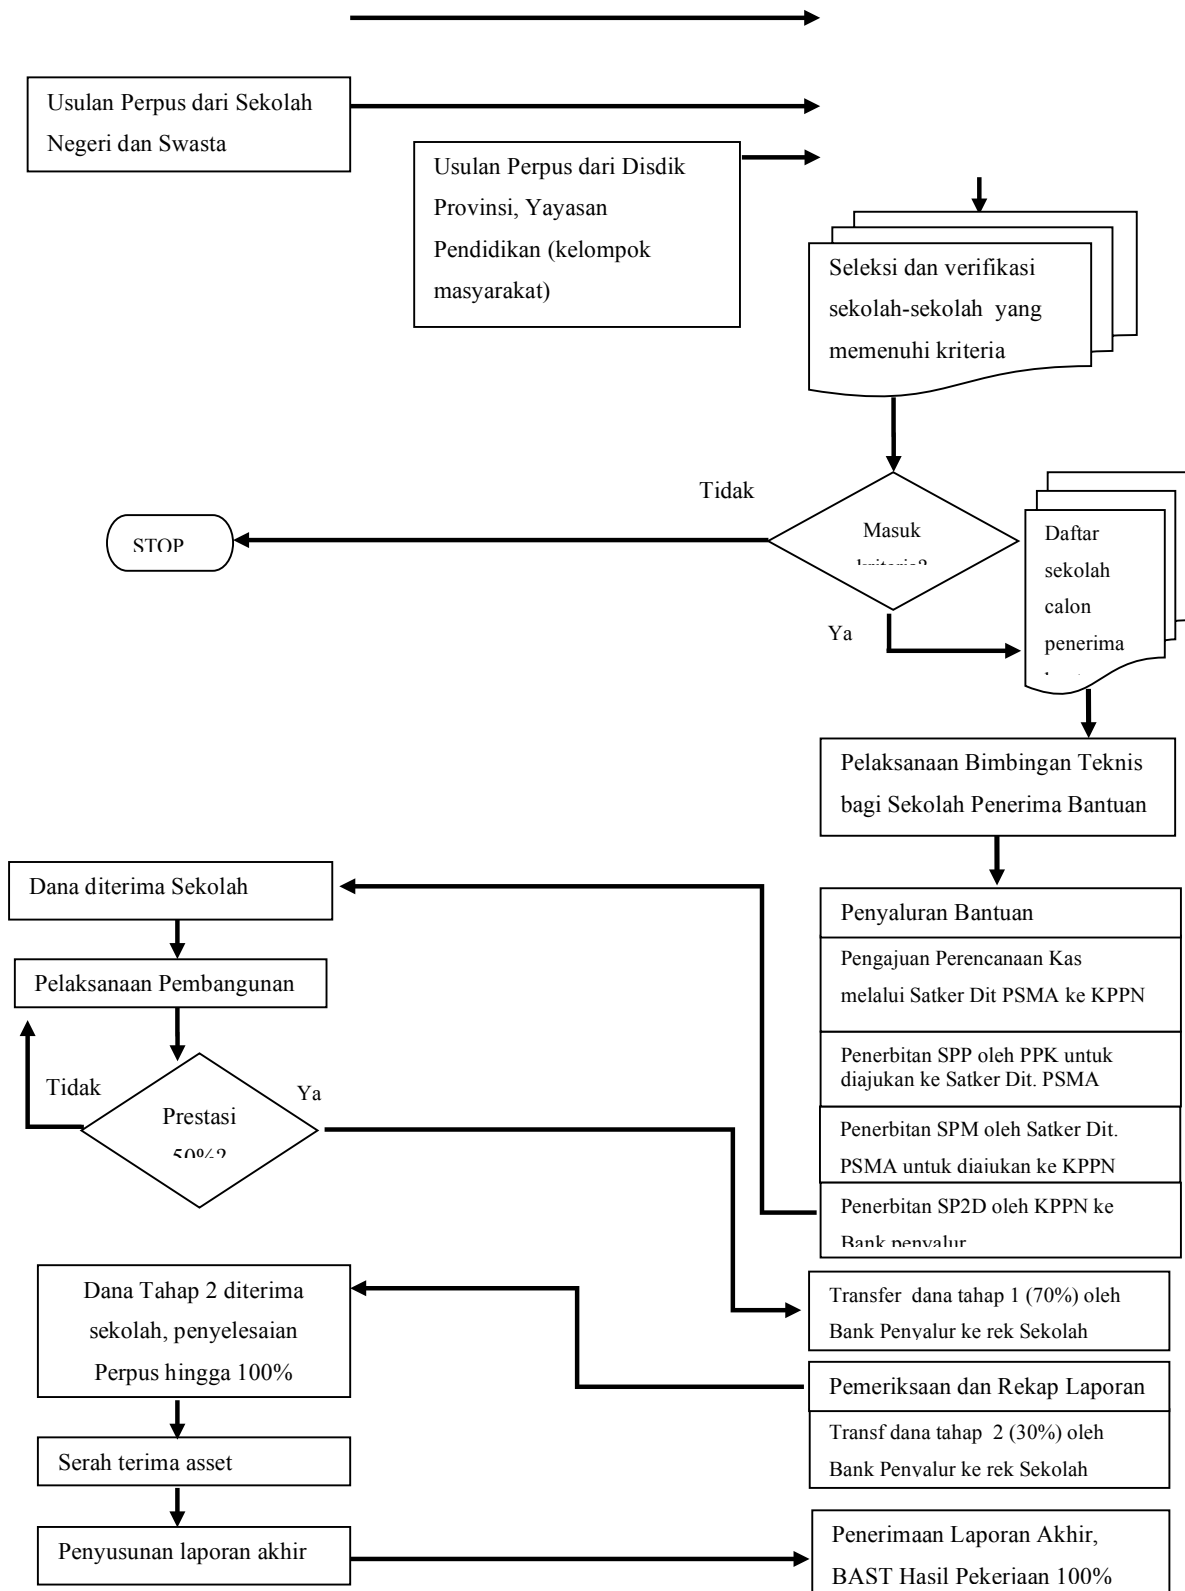 Usulan Perpus dari Sekolah
Negeri dan Swasta
Usulan Perpus dari Disdik
Provinsi, Yayasan
Pendidikan (kelompok
masyarakat)
Seleksi dan verifikasi
sekolah-sekolah yang
memenuhi kriteria
Tidak
STOP
Masuk
kriteria?
Daftar
sekolah
calon
penerima
Ya
Pelaksanaan Bimbingan Teknis
bagi Sekolah Penerima Bantuan
Dana diterima Sekolah
Pelaksanaan Pembangunan
Tidak
Ya
Prestasi
50%?
Penyaluran Bantuan
Pengajuan Perencanaan Kas
melalui Satker Dit PSMA ke KPPN
Penerbitan SPP oleh PPK untuk
diajukan ke Satker Dit. PSMA
Penerbitan SPM oleh Satker Dit.
PSMA untuk diajukan ke KPPN
Penerbitan SP2D oleh KPPN ke
Bank penyalur
Dana Tahap 2 diterima
sekolah, penyelesaian
Perpus hingga 100%
Transfer dana tahap 1 (70%) oleh
Bank Penyalur ke rek Sekolah
Pemeriksaan dan Rekap Laporan
Transf dana tahap 2 (30%) oleh
Bank Penyalur ke rek Sekolah
Serah terima asset
Penyusunan laporan akhir
Penerimaan Laporan Akhir,
BAST Hasil Pekerjaan 100%